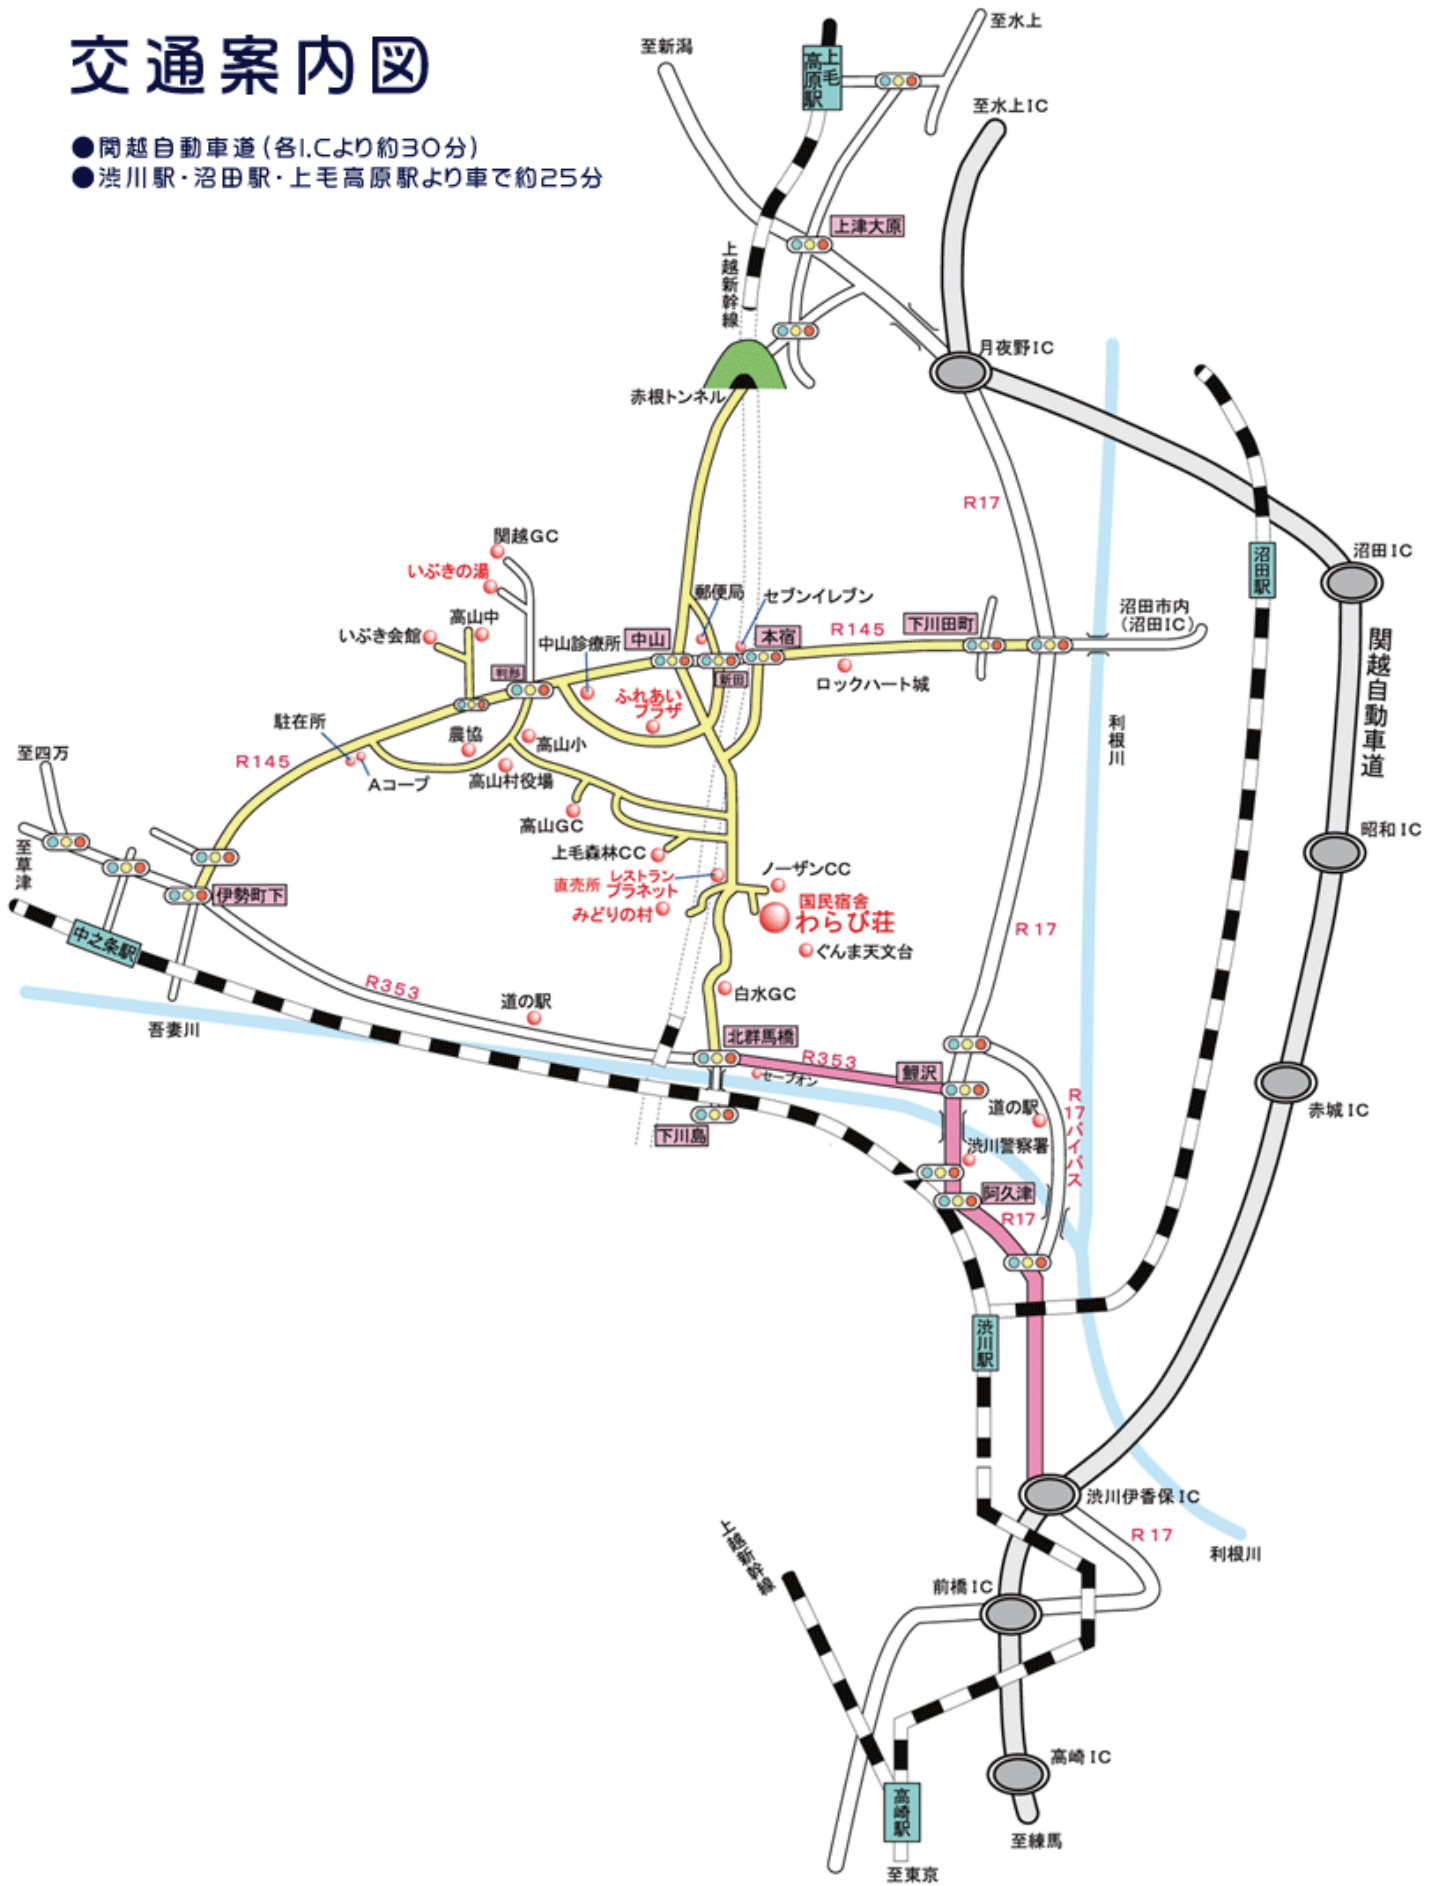 交通案内図
●関越自動車道(各I.Cより約30分)
●渋川駅・沼田駅・上毛高原駅より車で約25分
至新潟
上毛高原駅
至水上
至水上IC
上津大原
上越新幹線
月夜野IC
赤根トンネル
R17
沼田駅
沼田IC
関越GC
いぶきの湯
高山中
いぶき会館
中山診療所
中山
郵便局
セブンイレブン
本宿
R145
下川田町
沼田市内
(沼田IC)
関越自動車道
判形
新田
ロックハート城
ふれあい
プラザ
駐在所
農協
高山小
利根川
至四万
R145
Aコープ
高山村役場
高山GC
昭和IC
至草津
上毛森林CC
ノーザンCC
直売所
レストラン
プラネット
みどりの村
国民宿舎
わらび荘
伊勢町下
中之条駅
ぐんま天文台
R17
R353
道の駅
白水GC
吾妻川
北群馬橋
R353
セーブオン
鯉沢
道の駅
R17バイパス
赤城IC
下川島
渋川警察署
阿久津
R17
渋川駅
渋川伊香保IC
R17
利根川
上越新幹線
前橋IC
高崎IC
高崎駅
至練馬
至東京